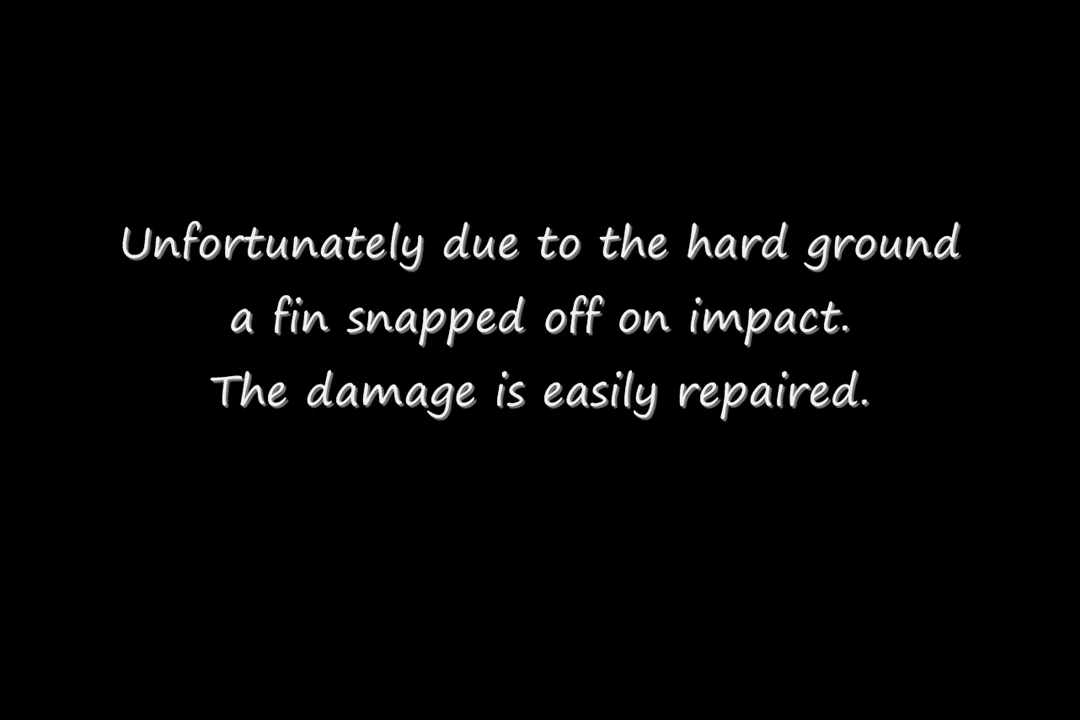 Unfortunately due to the hard ground
a fin snapped off on impact.
The damage is easily repaired.